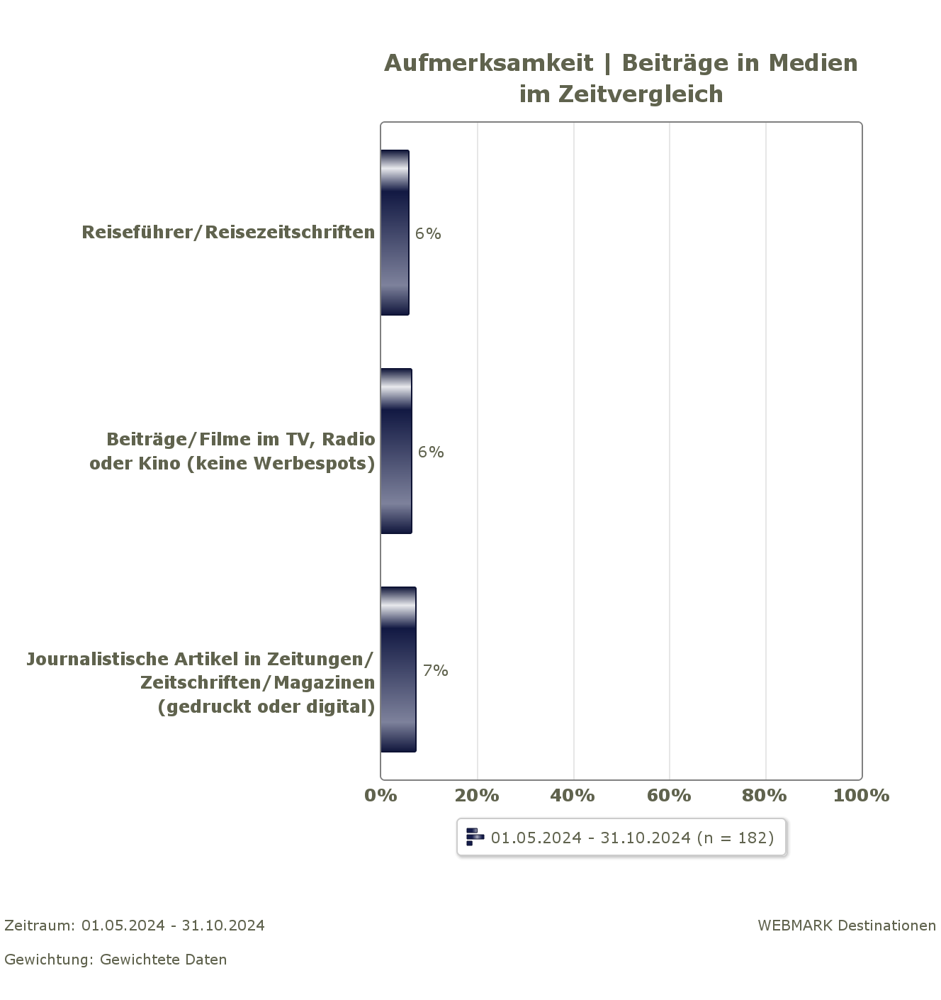 Aufmerksamkeit | Beiträge in Medien
im Zeitvergleich
Reiseführer/Reisezeitschriften
6%
Beiträge/Filme im TV, Radio
oder Kino (keine Werbespots)
6%
Journalistische Artikel in Zeitungen/
Zeitschriften/Magazinen
(gedruckt oder digital)
7%
0% 20% 40% 60% 80% 100%
01.05.2024 - 31.10.2024 (n = 182)
Zeitraum: 01.05.2024 - 31.10.2024
WEBMARK Destinationen
Gewichtung: Gewichtete Daten